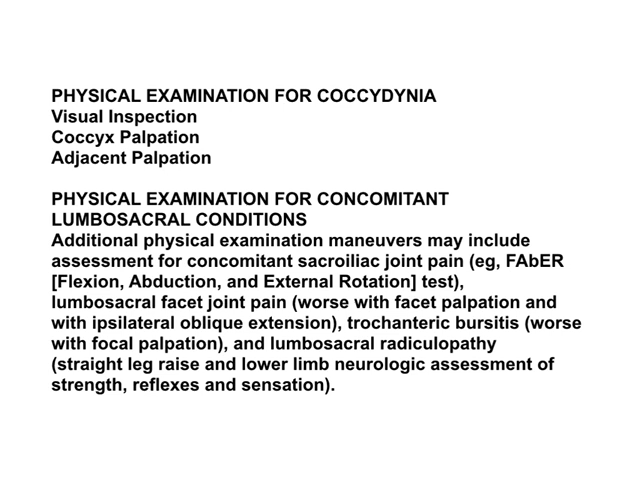 PHYSICAL EXAMINATION FOR COCCYDYNIA
Visual Inspection
Coccyx Palpation
Adjacent Palpation
PHYSICAL EXAMINATION FOR CONCOMITANT
LUMBOSACRAL CONDITIONS
Additional physical examination maneuvers may include
assessment for concomitant sacroiliac joint pain (eg, FAbER
[Flexion, Abduction, and External Rotation] test),
lumbosacral facet joint pain (worse with facet palpation and
with ipsilateral oblique extension), trochanteric bursitis (worse
with focal palpation), and lumbosacral radiculopathy
(straight leg raise and lower limb neurologic assessment of
strength, reflexes and sensation).